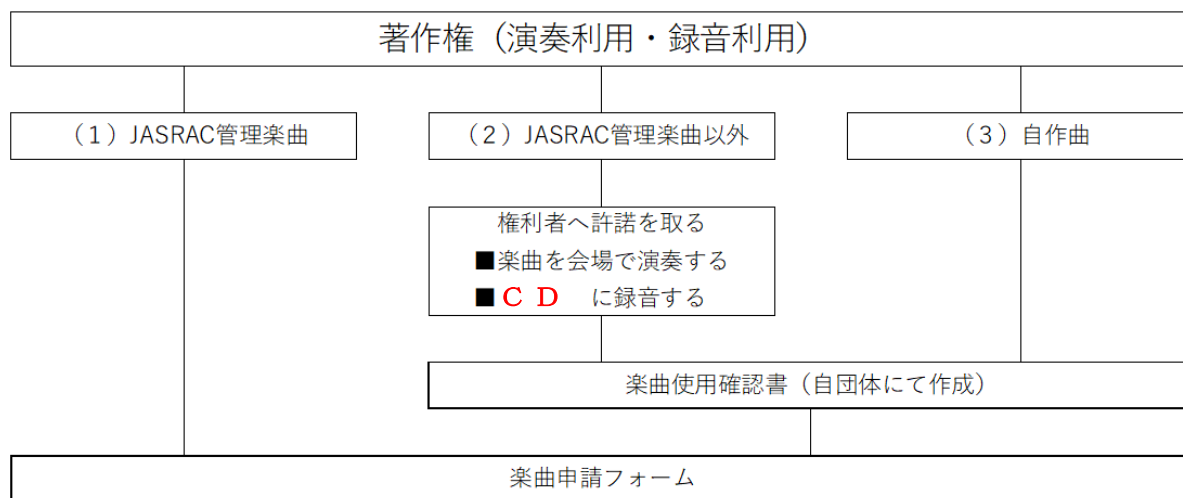 著作権（演奏利用・録音利用）
（１）JASRAC管理楽曲
（２）JASRAC管理楽曲以外
（３）自作曲
権利者へ許諾を取る
■楽曲を会場で演奏する
■ＣＤ　に録音する
楽曲使用確認書（自団体にて作成）
楽曲申請フォーム